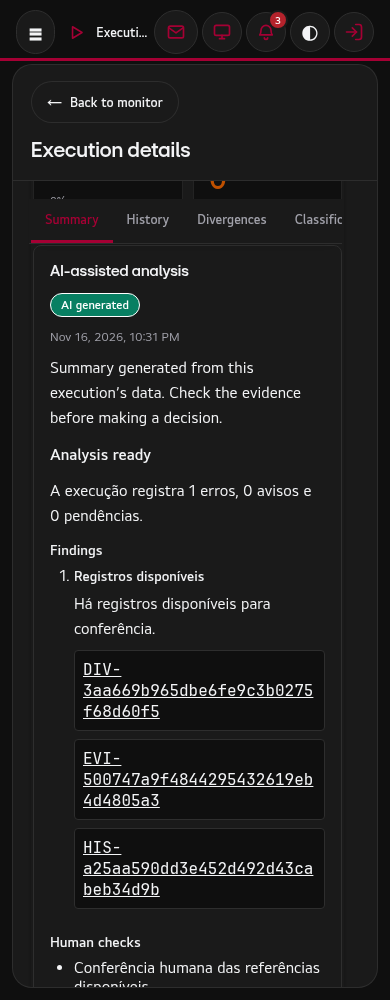 Executi...
3
← Back to monitor
Execution details
Summary History Divergences Classific
AI-assisted analysis
AI generated
Nov 16, 2026, 10:31 PM
Summary generated from this
execution's data. Check the evidence
before making a decision.
Analysis ready
A execução registra 1 erros, 0 avisos e
0 pendências.
Findings
1. Registros disponíveis
Há registros disponíveis para
conferência.
DIV-
3aa669b965dbe6fe9c3b0275
f68d60f5
EVI-
500747a9f4844295432619eb
4d4805a3
HIS-
a25aa590dd3e452d492d43ca
beb34d9b
Human checks
• Conferência humana das referências
disponíveis